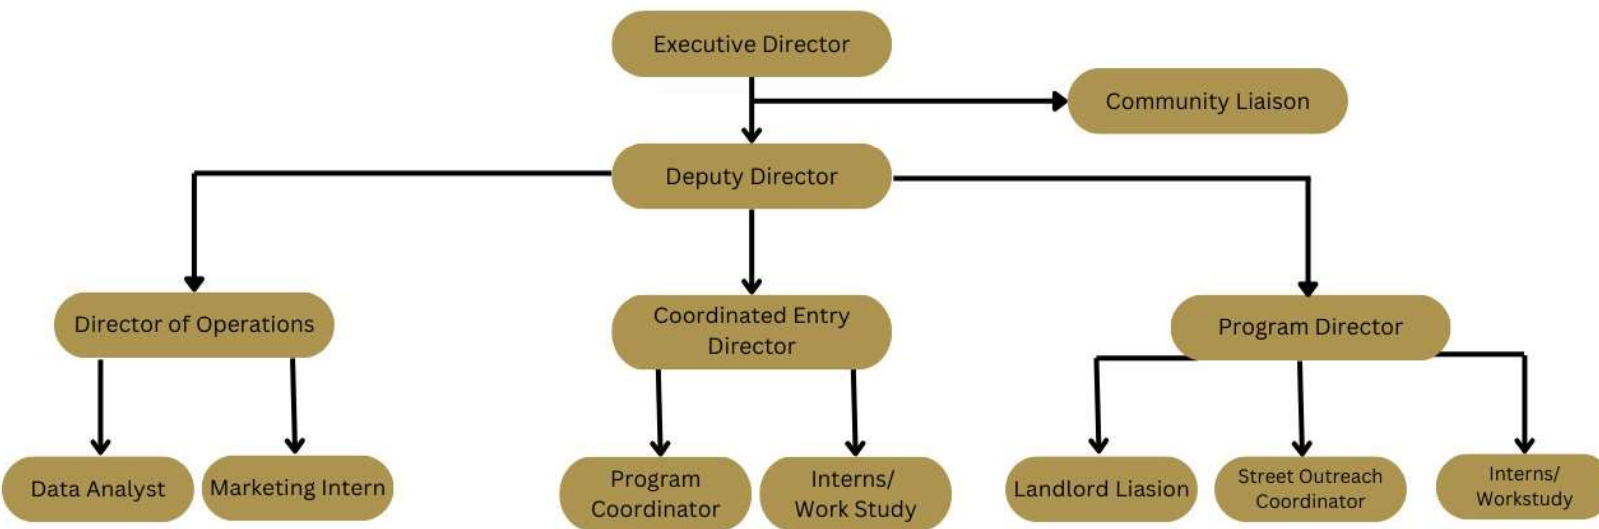 Executive Director
Community Liaison
Deputy Director
Director of Operations
Coordinated Entry
Director
Program Director
Data Analyst
Marketing Intern
Program
Coordinator
Interns/
Work Study
Landlord Liasion
Street Outreach
Coordinator
Interns/
Workstudy